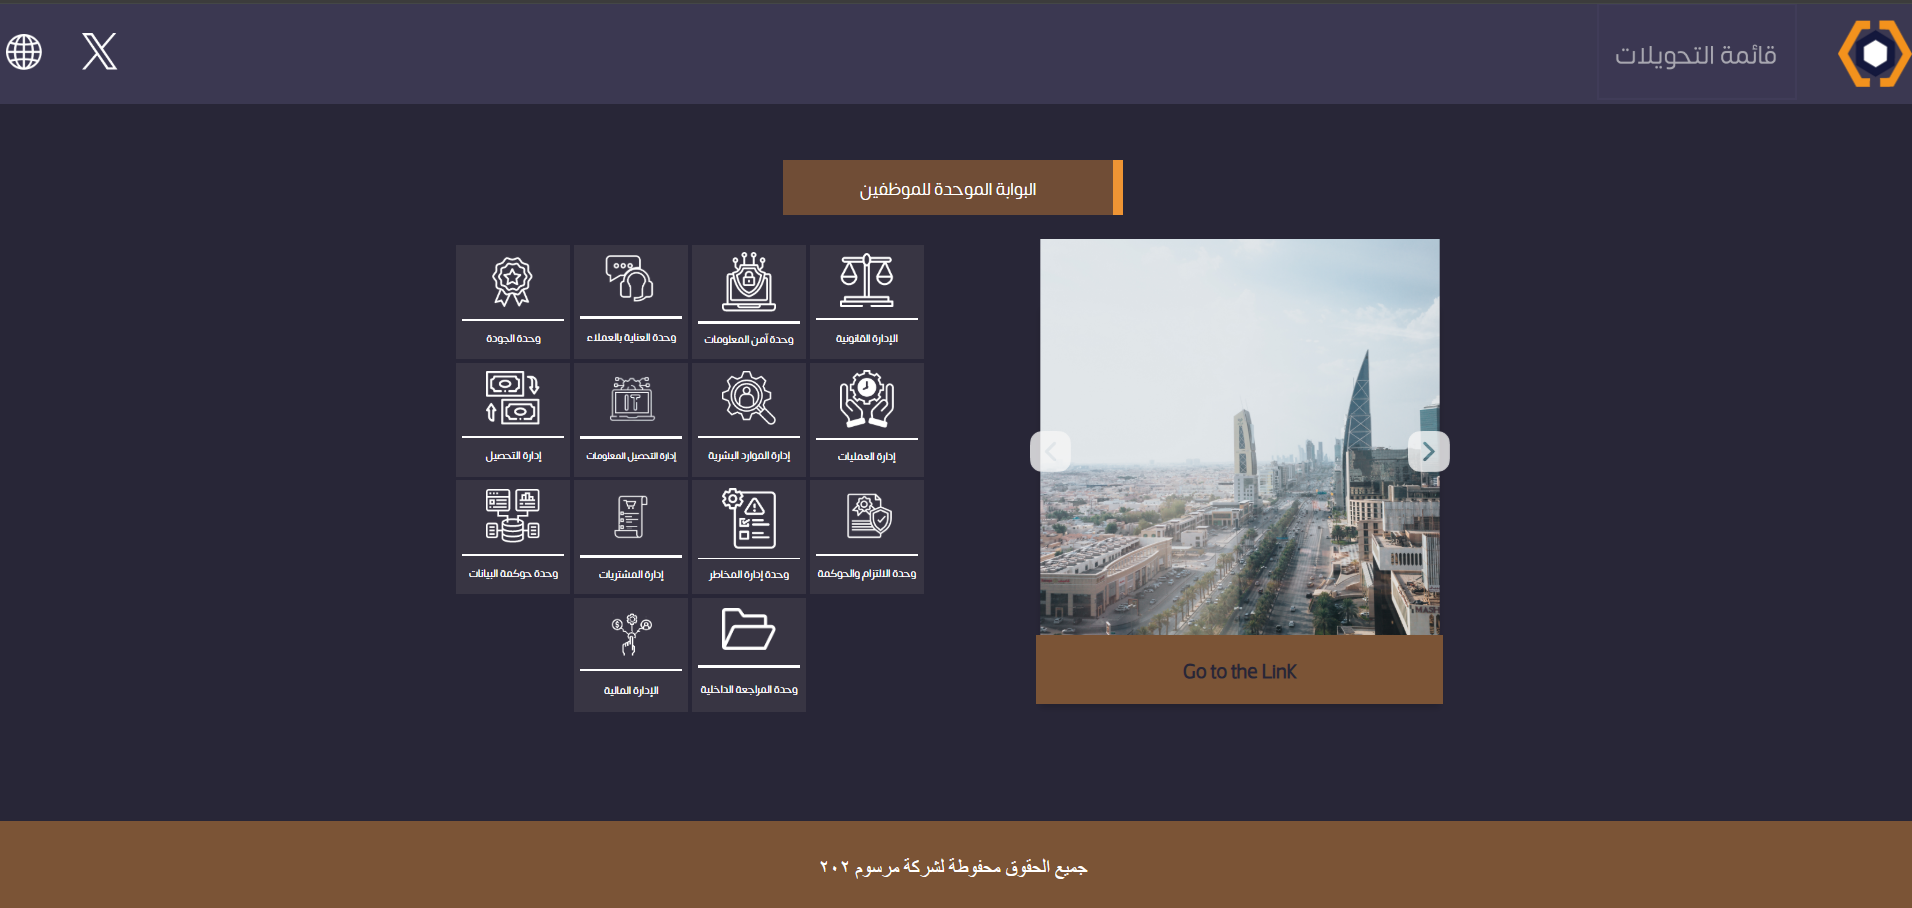 قائمة التحويلات
البوابة الموحدة للموظفين
الإدارة القانونية
وحدة أمن المعلومات
وحدة العناية بالعملاء
وحدة الجودة
إدارة العمليات
إدارة الموارد البشرية
IT
إدارة التحصيل المعلومات
إدارة التحصيل
وحدة الالتزام والحوكمة
وحدة إدارة المخاطر
إدارة المشتريات
وحدة حوكمة البيانات
وحدة المراجعة الداخلية
الإدارة المالية
Go to the LinK
جميع الحقوق محفوطة لشركة مرسوم ٢٠٢